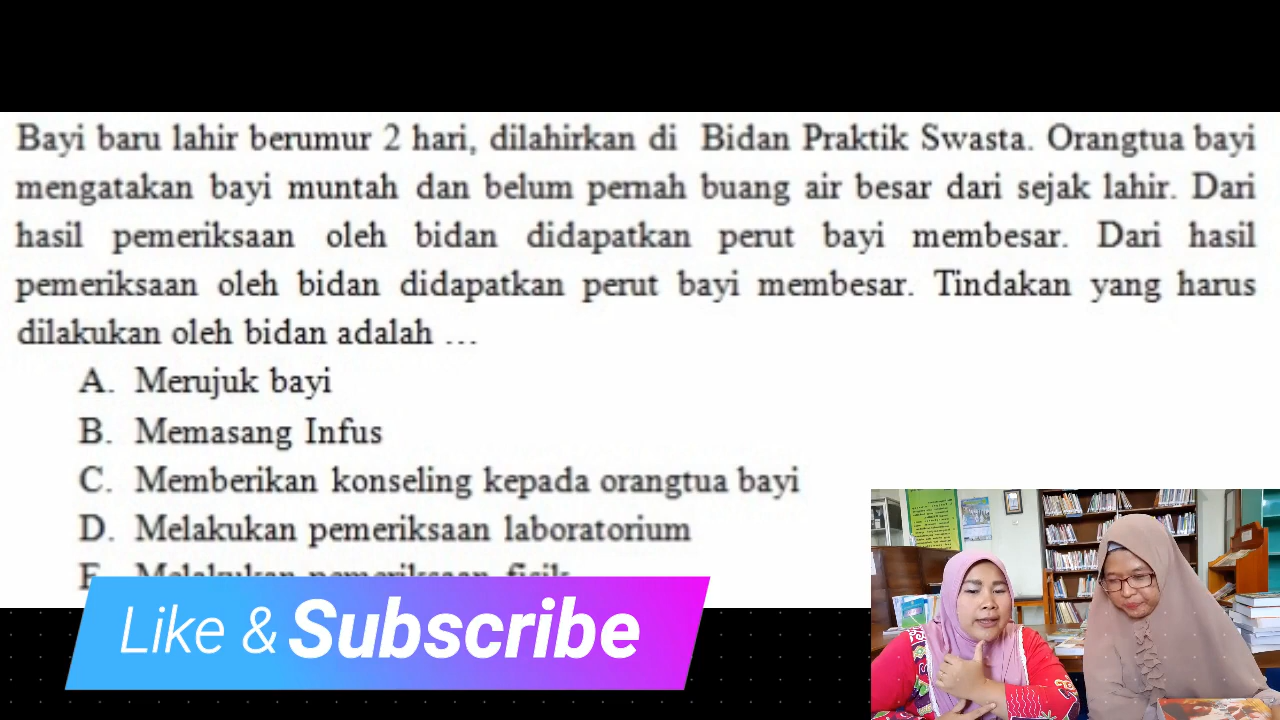 Bayi baru lahir berumur 2 hari, dilahirkan di Bidan Praktik Swasta. Orangtua bayi
mengatakan bayi muntah dan belum pernah buang air besar dari sejak lahir. Dari
hasil pemeriksaan oleh bidan didapatkan perut bayi membesar. Dari hasil
pemeriksaan oleh bidan didapatkan perut bayi membesar. Tindakan yang harus
dilakukan oleh bidan adalah …
A. Merujuk bayi
B. Memasang Infus
C. Memberikan konseling kepada orangtua bayi
D. Melakukan pemeriksaan laboratorium
E. Melakukan pemeriksaan fisik
Like & Subscribe